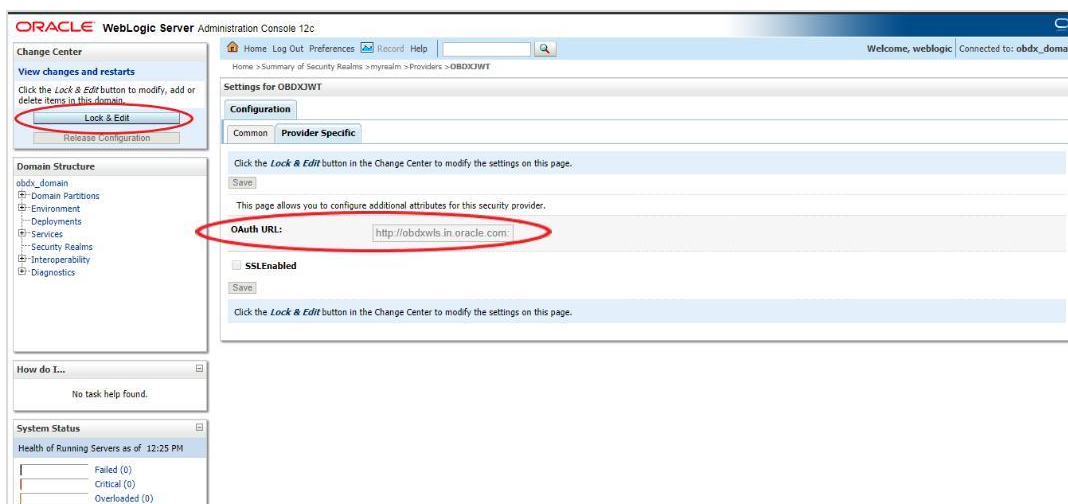 ORACLE WebLogic Server Administration Console 12c
Change Center
View changes and restarts
Click the Lock & Edit button to modify, add or
delete items in this domain.
Lock & Edit
Release Configuration
Domain Structure
obdx_domain
Domain Partitions
Environment
Deployments
Services
Security Realms
Interoperability
Diagnostics
How do I...
No task help found.
System Status
Health of Running Servers as of 12:25 PM
Failed (0)
Critical (0)
Overloaded (0)
Home Log Out Preferences Record Help
Welcome, weblogic Connected to: obdx_doma
Home >Summary of Security Realms >myrealm >Providers >OBDXJWT
Settings for OBDXJWT
Configuration
Common Provider Specific
Click the Lock & Edit button in the Change Center to modify the settings on this page.
Save
This page allows you to configure additional attributes for this security provider.
OAuth URL: http://obdxwls.in.oracle.com:
SSLEnabled
Save
Click the Lock & Edit button in the Change Center to modify the settings on this page.